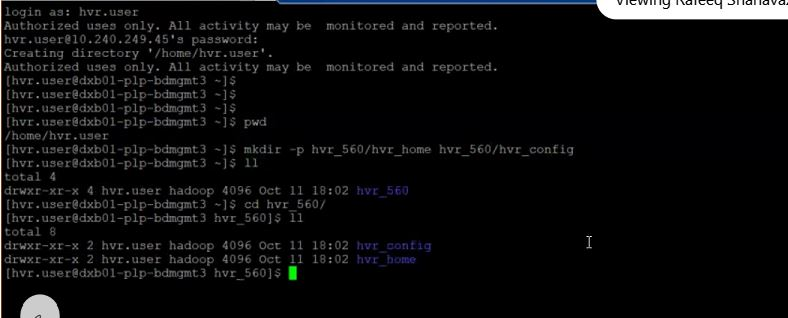 Viewing Rafeeq Shanavaz
login as: hvr.user
Authorized uses only. All activity may be  monitored and reported.
hvr.user@10.240.249.45's password:
Creating directory '/home/hvr.user'.
Authorized uses only. All activity may be  monitored and reported.
[hvr.user@dxb01-plp-bdmgmt3 ~]$
[hvr.user@dxb01-plp-bdmgmt3 ~]$
[hvr.user@dxb01-plp-bdmgmt3 ~]$
[hvr.user@dxb01-plp-bdmgmt3 ~]$ pwd
/home/hvr.user
[hvr.user@dxb01-plp-bdmgmt3 ~]$ mkdir -p hvr_560/hvr_home hvr_560/hvr_config
[hvr.user@dxb01-plp-bdmgmt3 ~]$ ll
total 4
drwxr-xr-x 4 hvr.user hadoop 4096 Oct 11 18:02 hvr_560
[hvr.user@dxb01-plp-bdmgmt3 ~]$ cd hvr_560/
[hvr.user@dxb01-plp-bdmgmt3 hvr_560]$ ll
total 8
drwxr-xr-x 2 hvr.user hadoop 4096 Oct 11 18:02 hvr_config
drwxr-xr-x 2 hvr.user hadoop 4096 Oct 11 18:02 hvr_home
[hvr.user@dxb01-plp-bdmgmt3 hvr_560]$